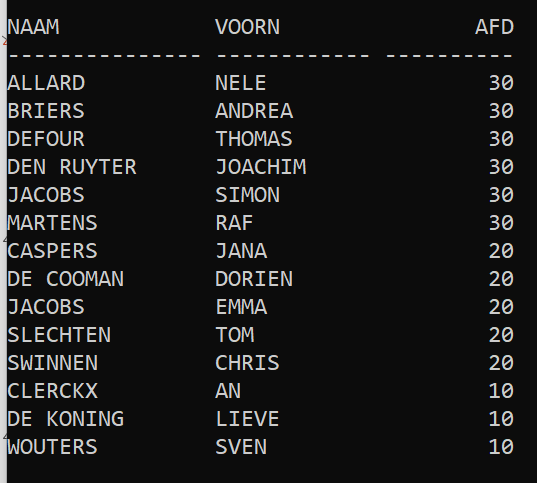 NAAM            VOORN               AFD
--------------- ------------ ----------
ALLARD          NELE                 30
BRIERS          ANDREA               30
DEFOUR          THOMAS               30
DEN RUYTER      JOACHIM              30
JACOBS          SIMON                30
MARTENS         RAF                  30
CASPERS         JANA                 20
DE COOMAN       DORIEN               20
JACOBS          EMMA                 20
SLECHTEN        TOM                  20
SWINNEN         CHRIS                20
CLERCKX         AN                   10
DE KONING       LIEVE                10
WOUTERS         SVEN                 10